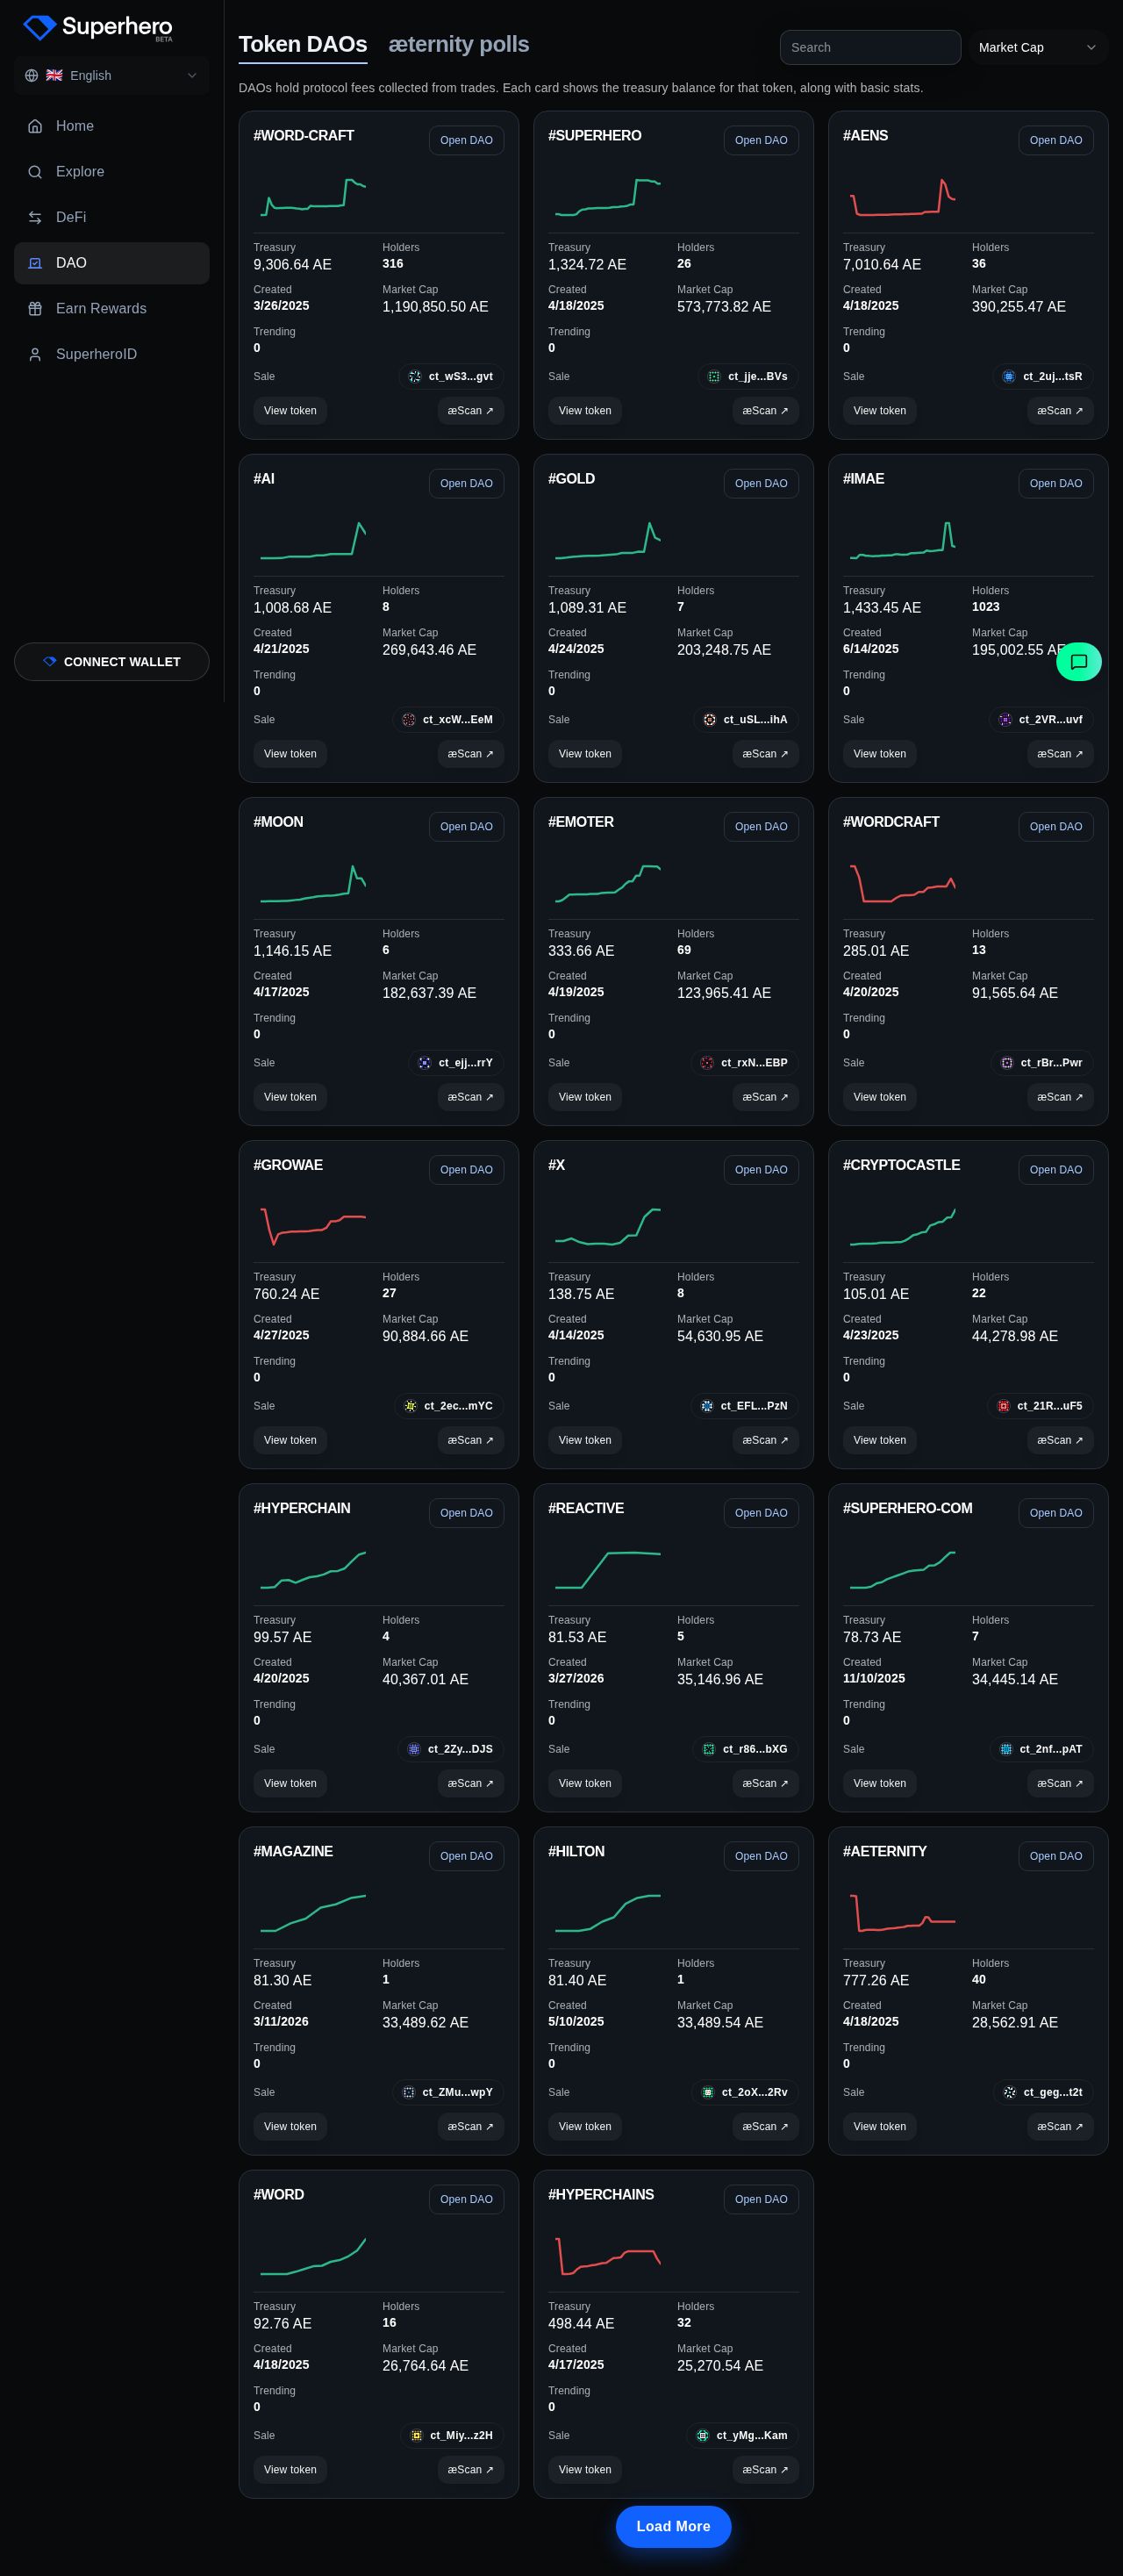 Superhero
BETA
English
Home
Explore
DeFi
DAO
Earn Rewards
SuperheroID
CONNECT WALLET
Token DAOs æternity polls
Search
Market Cap
DAOs hold protocol fees collected from trades. Each card shows the treasury balance for that token, along with basic stats.
#WORD-CRAFT
Open DAO
Treasury Holders
9,306.64 AE 316
Created Market Cap
3/26/2025 1,190,850.50 AE
Trending
0
Sale ct_wS3...gvt
View token æScan ↗
#SUPERHERO
Open DAO
Treasury Holders
1,324.72 AE 26
Created Market Cap
4/18/2025 573,773.82 AE
Trending
0
Sale ct_jje...BVs
View token æScan ↗
#AENS
Open DAO
Treasury Holders
7,010.64 AE 36
Created Market Cap
4/18/2025 390,255.47 AE
Trending
0
Sale ct_2uj...tsR
View token æScan ↗
#AI
Open DAO
Treasury Holders
1,008.68 AE 8
Created Market Cap
4/21/2025 269,643.46 AE
Trending
0
Sale ct_xcW...EeM
View token æScan ↗
#GOLD
Open DAO
Treasury Holders
1,089.31 AE 7
Created Market Cap
4/24/2025 203,248.75 AE
Trending
0
Sale ct_uSL...ihA
View token æScan ↗
#IMAE
Open DAO
Treasury Holders
1,433.45 AE 1023
Created Market Cap
6/14/2025 195,002.55 AE
Trending
0
Sale ct_2VR...uvf
View token æScan ↗
#MOON
Open DAO
Treasury Holders
1,146.15 AE 6
Created Market Cap
4/17/2025 182,637.39 AE
Trending
0
Sale ct_ejj...rrY
View token æScan ↗
#EMOTER
Open DAO
Treasury Holders
333.66 AE 69
Created Market Cap
4/19/2025 123,965.41 AE
Trending
0
Sale ct_rxN...EBP
View token æScan ↗
#WORDCRAFT
Open DAO
Treasury Holders
285.01 AE 13
Created Market Cap
4/20/2025 91,565.64 AE
Trending
0
Sale ct_rBr...Pwr
View token æScan ↗
#GROWAE
Open DAO
Treasury Holders
760.24 AE 27
Created Market Cap
4/27/2025 90,884.66 AE
Trending
0
Sale ct_2ec...mYC
View token æScan ↗
#X
Open DAO
Treasury Holders
138.75 AE 8
Created Market Cap
4/14/2025 54,630.95 AE
Trending
0
Sale ct_EFL...PzN
View token æScan ↗
#CRYPTOCASTLE
Open DAO
Treasury Holders
105.01 AE 22
Created Market Cap
4/23/2025 44,278.98 AE
Trending
0
Sale ct_21R...uF5
View token æScan ↗
#HYPERCHAIN
Open DAO
Treasury Holders
99.57 AE 4
Created Market Cap
4/20/2025 40,367.01 AE
Trending
0
Sale ct_2Zy...DJS
View token æScan ↗
#REACTIVE
Open DAO
Treasury Holders
81.53 AE 5
Created Market Cap
3/27/2026 35,146.96 AE
Trending
0
Sale ct_r86...bXG
View token æScan ↗
#SUPERHERO-COM
Open DAO
Treasury Holders
78.73 AE 7
Created Market Cap
11/10/2025 34,445.14 AE
Trending
0
Sale ct_2nf...pAT
View token æScan ↗
#MAGAZINE
Open DAO
Treasury Holders
81.30 AE 1
Created Market Cap
3/11/2026 33,489.62 AE
Trending
0
Sale ct_ZMu...wpY
View token æScan ↗
#HILTON
Open DAO
Treasury Holders
81.40 AE 1
Created Market Cap
5/10/2025 33,489.54 AE
Trending
0
Sale ct_2oX...2Rv
View token æScan ↗
#AETERNITY
Open DAO
Treasury Holders
777.26 AE 40
Created Market Cap
4/18/2025 28,562.91 AE
Trending
0
Sale ct_geg...t2t
View token æScan ↗
#WORD
Open DAO
Treasury Holders
92.76 AE 16
Created Market Cap
4/18/2025 26,764.64 AE
Trending
0
Sale ct_Miy...z2H
View token æScan ↗
#HYPERCHAINS
Open DAO
Treasury Holders
498.44 AE 32
Created Market Cap
4/17/2025 25,270.54 AE
Trending
0
Sale ct_yMg...Kam
View token æScan ↗
Load More